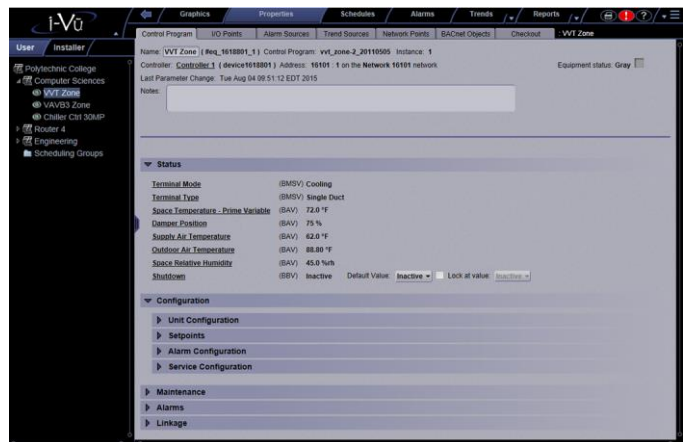 i-Vu
Graphics Properties Schedules Alarms Trends Reports
User Installer
Control Program I/O Points Alarm Sources Trend Sources Network Points BACnet Objects Checkout : VVT Zone
Polytechnic College
Computer Sciences
VVT Zone
VAVB3 Zone
Chiller Ctrl 30MP
Router 4
Engineering
Scheduling Groups
Name: VVT Zone ( #eq_1618801_1 ) Control Program: vvt_zone-2_20110505 Instance: 1
Controller: Controller 1 ( device1618801 ) Address: 16101 : 1 on the Network 16101 network Equipment status: Gray
Last Parameter Change: Tue Aug 04 09:51:12 EDT 2015
Notes:
Status
Terminal Mode (BMSV) Cooling
Terminal Type (BMSV) Single Duct
Space Temperature - Prime Variable (BAV) 72.0 °F
Damper Position (BAV) 75 %
Supply Air Temperature (BAV) 62.0 °F
Outdoor Air Temperature (BAV) 88.80 °F
Space Relative Humidity (BAV) 45.0 %rh
Shutdown (BBV) Inactive Default Value: Inactive Lock at value: Inactive
Configuration
Unit Configuration
Setpoints
Alarm Configuration
Service Configuration
Maintenance
Alarms
Linkage